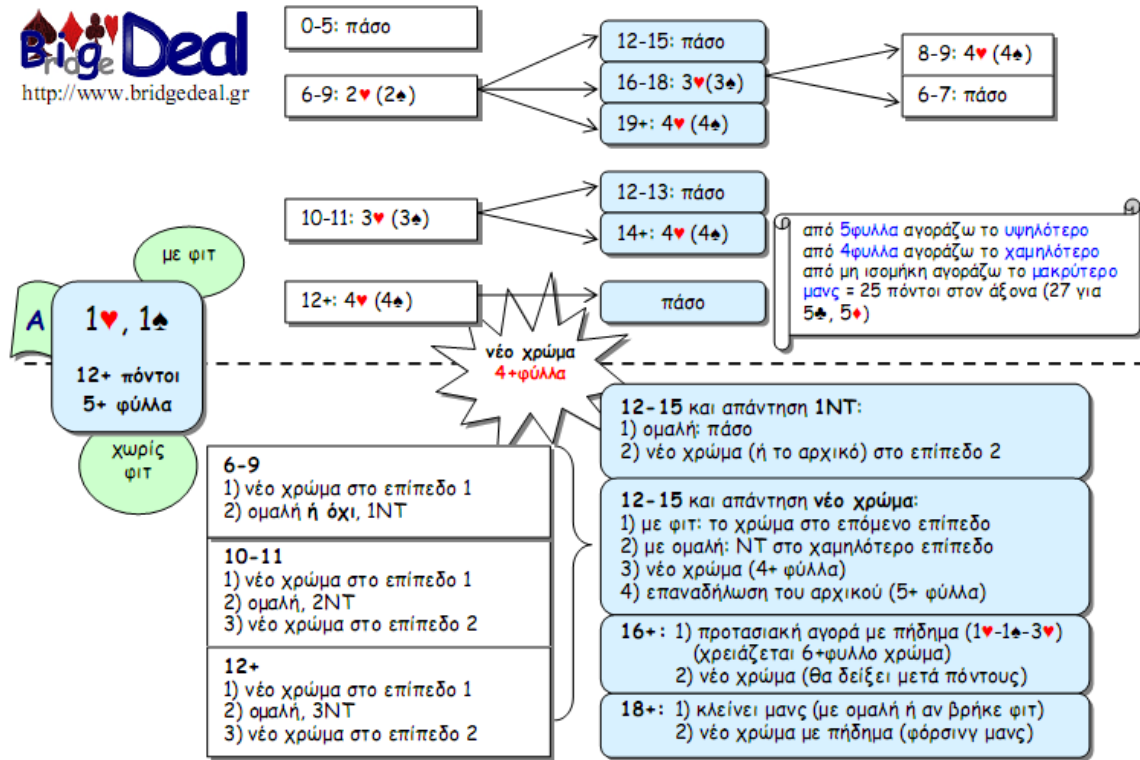 Bridge Big Deal
http://www.bridgedeal.gr
0-5: πάσο
6-9: 2♥ (2♠)
12-15: πάσο
16-18: 3♥(3♠)
19+: 4♥ (4♠)
8-9: 4♥ (4♠)
6-7: πάσο
10-11: 3♥ (3♠)
12-13: πάσο
14+: 4♥ (4♠)
12+: 4♥ (4♠)
πάσο
από 5φυλλα αγοράζω το υψηλότερο
από 4φυλλα αγοράζω το χαμηλότερο
από μη ισομήκη αγοράζω το μακρύτερο
μανς = 25 πόντοι στον άξονα (27 για
5♣, 5♦)
με φιτ
A
1♥, 1♠
12+ πόντοι
5+ φύλλα
χωρίς
φιτ
νέο χρώμα
4+φύλλα
6-9
1) νέο χρώμα στο επίπεδο 1
2) ομαλή ή όχι, 1NT
10-11
1) νέο χρώμα στο επίπεδο 1
2) ομαλή, 2NT
3) νέο χρώμα στο επίπεδο 2
12+
1) νέο χρώμα στο επίπεδο 1
2) ομαλή, 3NT
3) νέο χρώμα στο επίπεδο 2
12-15 και απάντηση 1NT:
1) ομαλή: πάσο
2) νέο χρώμα (ή το αρχικό) στο επίπεδο 2
12-15 και απάντηση νέο χρώμα:
1) με φιτ: το χρώμα στο επόμενο επίπεδο
2) με ομαλή: NT στο χαμηλότερο επίπεδο
3) νέο χρώμα (4+ φύλλα)
4) επαναδήλωση του αρχικού (5+ φύλλα)
16+: 1) προτασιακή αγορά με πήδημα (1♥-1♠-3♥)
(χρειάζεται 6+φυλλο χρώμα)
2) νέο χρώμα (θα δείξει μετά πόντους)
18+: 1) κλείνει μανς (με ομαλή ή αν βρήκε φιτ)
2) νέο χρώμα με πήδημα (φόρσινγ μανς)